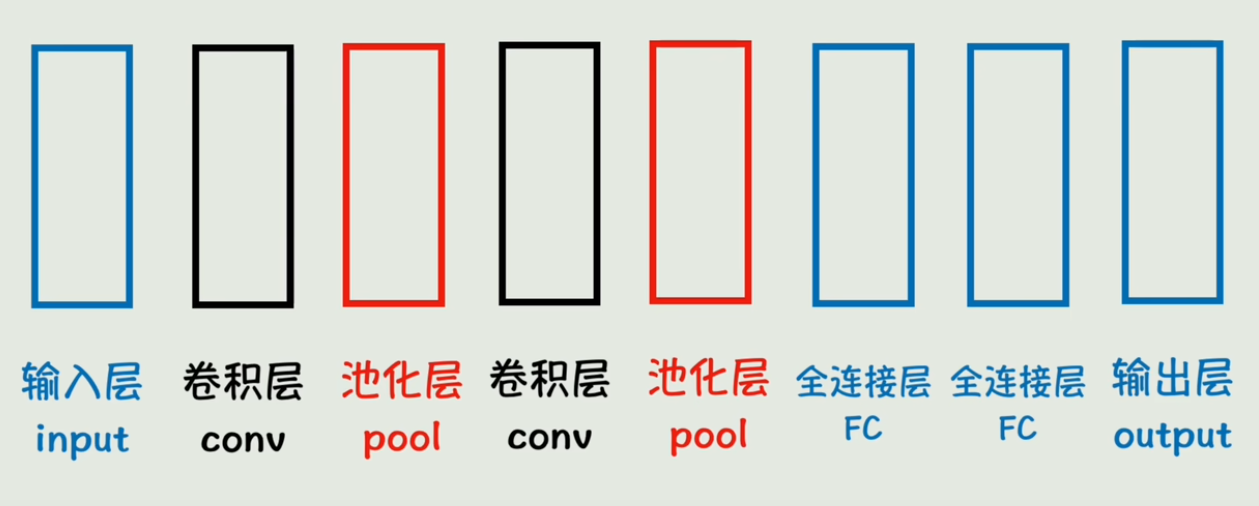 输入层
input
卷积层
conv
池化层
pool
卷积层
conv
池化层
pool
全连接层
FC
全连接层
FC
输出层
output